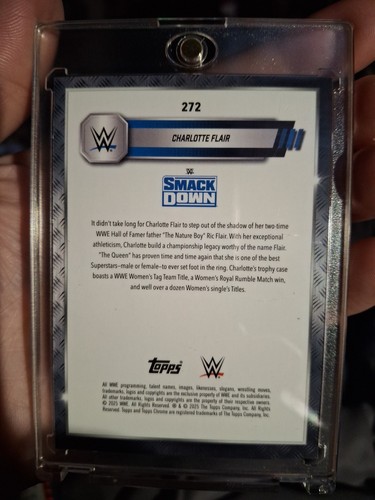 272
W
CHARLOTTE FLAIR
W
SMACK
DOWN
It didn't take long for Charlotte Flair to step out of the shadow of her two-time
WWE Hall of Famer father "The Nature Boy" Ric Flair. With her exceptional
athleticism, Charlotte build a championship legacy worthy of the name Flair.
"The Queen" has proven time and time again that she is one of the best
Superstars–male or female–to ever set foot in the ring. Charlotte's trophy case
boasts a WWE Women's Tag Team Title, a Women's Royal Rumble Match win,
and well over a dozen Women's single's Titles.
Topps W
All WWE programming, talent names, images, likenesses, slogans, wrestling moves,
trademarks, logos and copyrights are the exclusive property of WWE and its subsidiaries.
All other trademarks, logos and copyrights are the property of their respective owners.
© 2025 WWE. All Rights Reserved. ® & © 2025 The Topps Company, Inc. All Rights
Reserved. Topps and Topps Chrome are registered trademarks of The Topps Company, Inc.